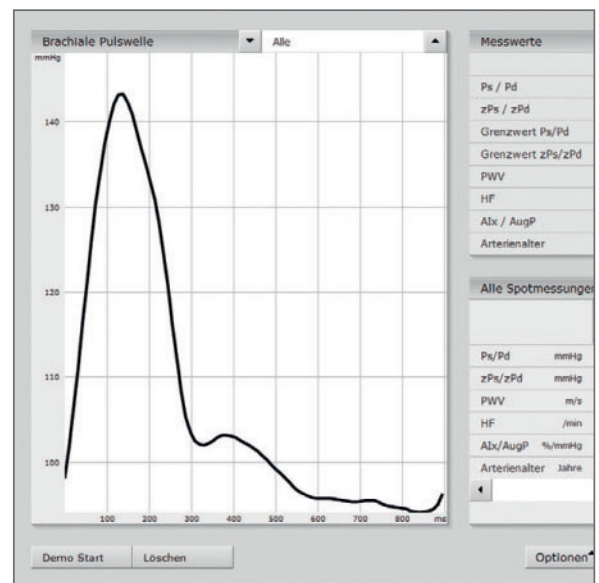 Brachiale Pulswelle
Alle
mmHg
140
130
120
110
100
100 200 300 400 500 600 700 800 ms
Demo Start
Löschen
Messwerte
Ps / Pd
zPs / zPd
Grenzwert Ps/Pd
Grenzwert zPs/zPd
PWV
HF
AIx / AugP
Arterienalter
Alle Spotmessungen
Ps/Pd mmHg
zPs/zPd mmHg
PWV m/s
HF /min
AIx/AugP %/mmHg
Arterienalter Jahre
Optionen